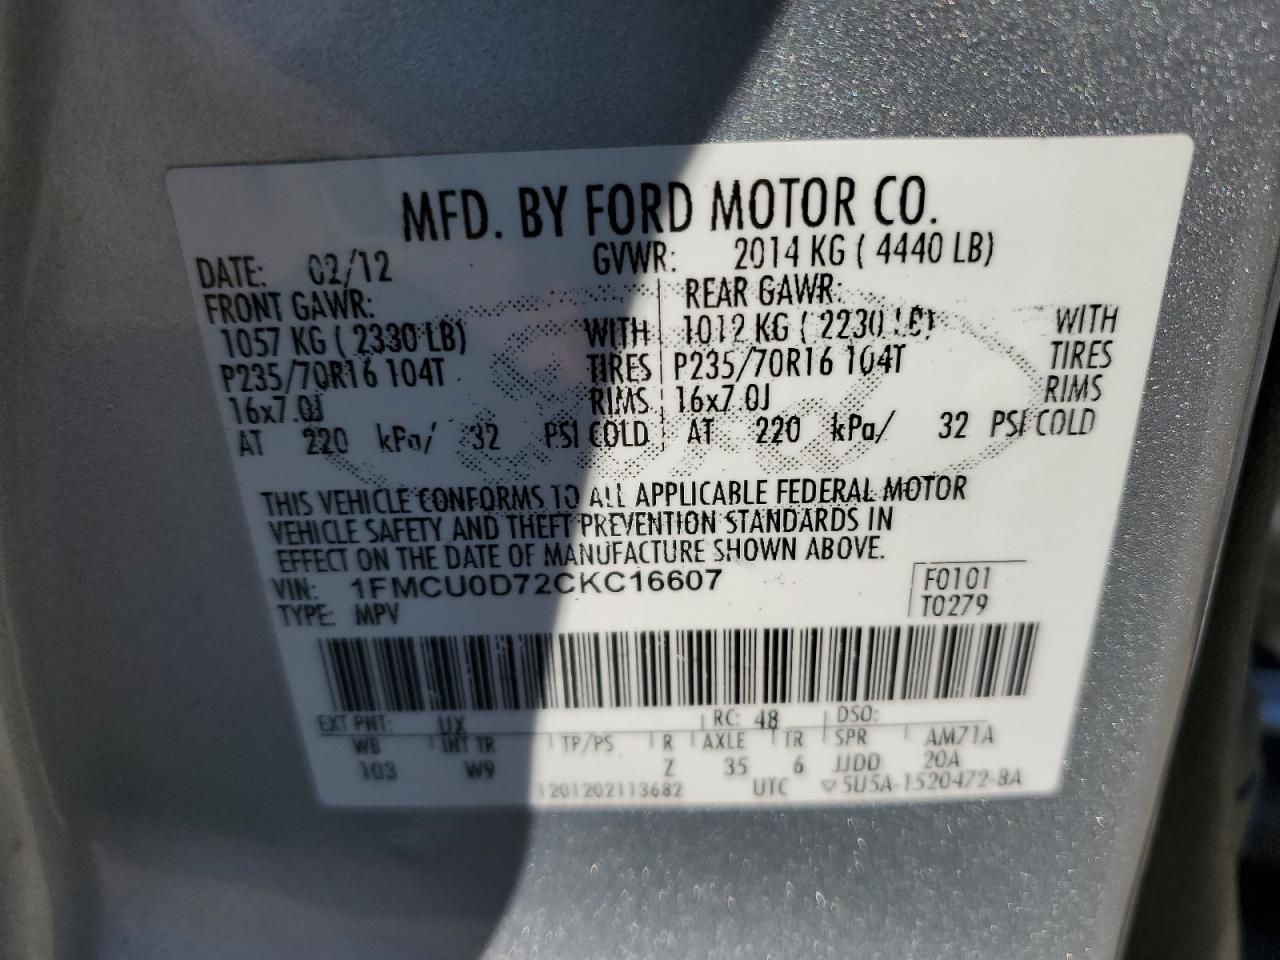 MFD. BY FORD MOTOR CO.
DATE: 02/12 GVWR: 2014 KG ( 4440 LB)
FRONT GAWR: REAR GAWR:
1057 KG ( 2330 LB) WITH 1012 KG ( 2230 LB) WITH
P235/70R16 104T TIRES P235/70R16 104T TIRES
16x7.0J RIMS 16x7.0J RIMS
AT 220 kPa/ 32 PSI COLD AT 220 kPa/ 32 PSI COLD
THIS VEHICLE CONFORMS TO ALL APPLICABLE FEDERAL MOTOR
VEHICLE SAFETY AND THEFT PREVENTION STANDARDS IN
EFFECT ON THE DATE OF MANUFACTURE SHOWN ABOVE.
VIN: 1FMCU0D72CKC16607 F0101
TYPE: MPV T0279
EXT PNT: UX RC: 48 DSO:
WB INT TR TP/PS R AXLE TR SPR AM71A
103 W9 2 35 6 JJDD 20A
1201202113682 UTC ▽5U5A-1520472-BA